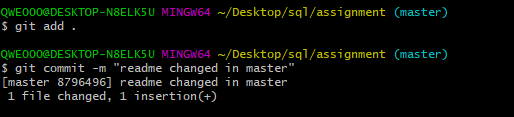 QWEOOO@DESKTOP-N8ELK5U MINGW64 ~/Desktop/sql/assignment (master)
$ git add .
QWEOOO@DESKTOP-N8ELK5U MINGW64 ~/Desktop/sql/assignment (master)
$ git commit -m "readme changed in master"
[master 8796496] readme changed in master
1 file changed, 1 insertion(+)